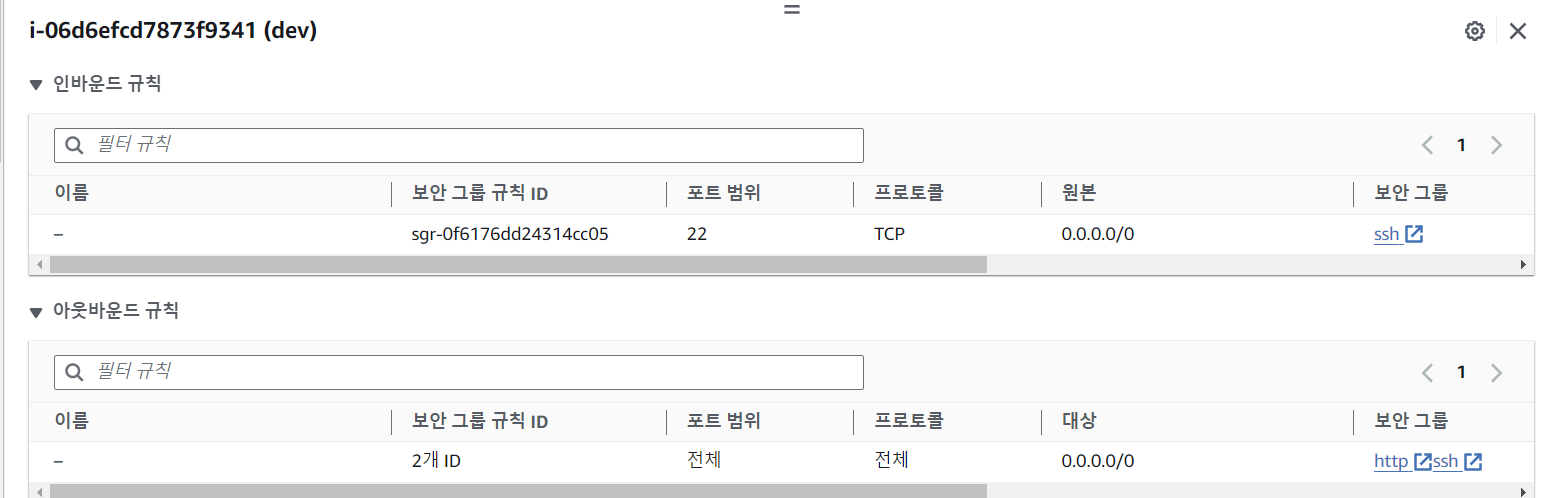 i-06d6efcd7873f9341 (dev)
인바운드 규칙
필터 규칙
1
이름 보안 그룹 규칙 ID 포트 범위 프로토콜 원본 보안 그룹
– sgr-0f6176dd24314cc05 22 TCP 0.0.0.0/0 ssh
아웃바운드 규칙
필터 규칙
1
이름 보안 그룹 규칙 ID 포트 범위 프로토콜 대상 보안 그룹
– 2개 ID 전체 전체 0.0.0.0/0 http ssh